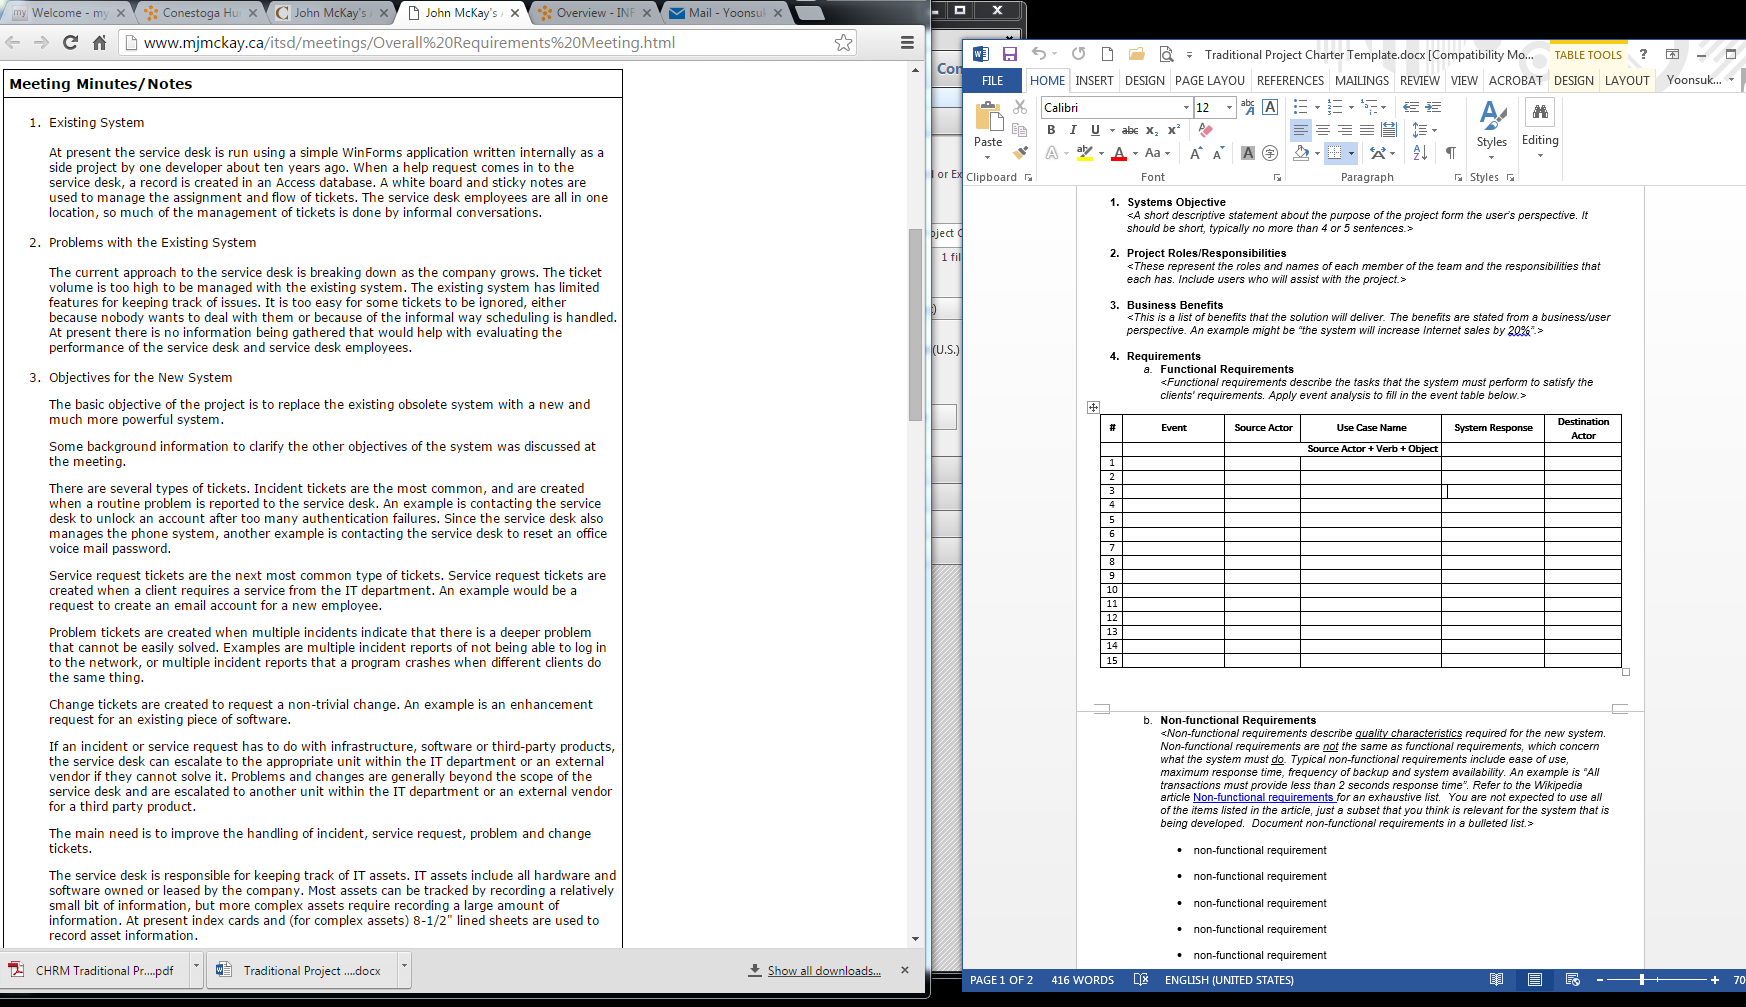 Welcome - my
Conestoga Hu
John McKay's
John McKay's
Overview - INF
Mail - Yoonsuk
www.mjmckay.ca/itsd/meetings/Overall%20Requirements%20Meeting.html
Meeting Minutes/Notes
1. Existing System
At present the service desk is run using a simple WinForms application written internally as a
side project by one developer about ten years ago. When a help request comes in to the
service desk, a record is created in an Access database. A white board and sticky notes are
used to manage the assignment and flow of tickets. The service desk employees are all in one
location, so much of the management of tickets is done by informal conversations.
2. Problems with the Existing System
The current approach to the service desk is breaking down as the company grows. The ticket
volume is too high to be managed with the existing system. The existing system has limited
features for keeping track of issues. It is too easy for some tickets to be ignored, either
because nobody wants to deal with them or because of the informal way scheduling is handled.
At present there is no information being gathered that would help with evaluating the
performance of the service desk and service desk employees.
3. Objectives for the New System
The basic objective of the project is to replace the existing obsolete system with a new and
much more powerful system.
Some background information to clarify the other objectives of the system was discussed at
the meeting.
There are several types of tickets. Incident tickets are the most common, and are created
when a routine problem is reported to the service desk. An example is contacting the service
desk to unlock an account after too many authentication failures. Since the service desk also
manages the phone system, another example is contacting the service desk to reset an office
voice mail password.
Service request tickets are the next most common type of tickets. Service request tickets are
created when a client requires a service from the IT department. An example would be a
request to create an email account for a new employee.
Problem tickets are created when multiple incidents indicate that there is a deeper problem
that cannot be easily solved. Examples are multiple incident reports of not being able to log in
to the network, or multiple incident reports that a program crashes when different clients do
the same thing.
Change tickets are created to request a non-trivial change. An example is an enhancement
request for an existing piece of software.
If an incident or service request has to do with infrastructure, software or third-party products,
the service desk can escalate to the appropriate unit within the IT department or an external
vendor if they cannot solve it. Problems and changes are generally beyond the scope of the
service desk and are escalated to another unit within the IT department or an external vendor
for a third party product.
The main need is to improve the handling of incident, service request, problem and change
tickets.
The service desk is responsible for keeping track of IT assets. IT assets include all hardware and
software owned or leased by the company. Most assets can be tracked by recording a relatively
small bit of information, but more complex assets require recording a large amount of
information. At present index cards and (for complex assets) 8-1/2" lined sheets are used to
record asset information.
CHRM Traditional Pr....pdf
Traditional Project ....docx
Show all downloads...
Con
or Ex
oject C
1 fil
(U.S.)
Traditional Project Charter Template.docx [Compatibility Mo...
TABLE TOOLS
FILE HOME INSERT DESIGN PAGE LAYOU REFERENCES MAILINGS REVIEW VIEW ACROBAT DESIGN LAYOUT Yoonsuk...
Calibri 12
Paste
Styles
Editing
Clipboard Font Paragraph Styles
1. Systems Objective
<A short descriptive statement about the purpose of the project form the user's perspective. It
should be short, typically no more than 4 or 5 sentences.>
2. Project Roles/Responsibilities
<These represent the roles and names of each member of the team and the responsibilities that
each has. Include users who will assist with the project.>
3. Business Benefits
<This is a list of benefits that the solution will deliver. The benefits are stated from a business/user
perspective. An example might be "the system will increase Internet sales by 20%".>
4. Requirements
a. Functional Requirements
<Functional requirements describe the tasks that the system must perform to satisfy the
clients' requirements. Apply event analysis to fill in the event table below.>
# Event Source Actor Use Case Name System Response Destination Actor
Source Actor + Verb + Object
1
2
3
4
5
6
7
8
9
10
11
12
13
14
15
b. Non-functional Requirements
<Non-functional requirements describe quality characteristics required for the new system.
Non-functional requirements are not the same as functional requirements, which concern
what the system must do. Typical non-functional requirements include ease of use,
maximum response time, frequency of backup and system availability. An example is "All
transactions must provide less than 2 seconds response time". Refer to the Wikipedia
article Non-functional requirements for an exhaustive list. You are not expected to use all
of the items listed in the article, just a subset that you think is relevant for the system that is
being developed. Document non-functional requirements in a bulleted list.>
• non-functional requirement
• non-functional requirement
• non-functional requirement
• non-functional requirement
• non-functional requirement
PAGE 1 OF 2 416 WORDS ENGLISH (UNITED STATES) 70